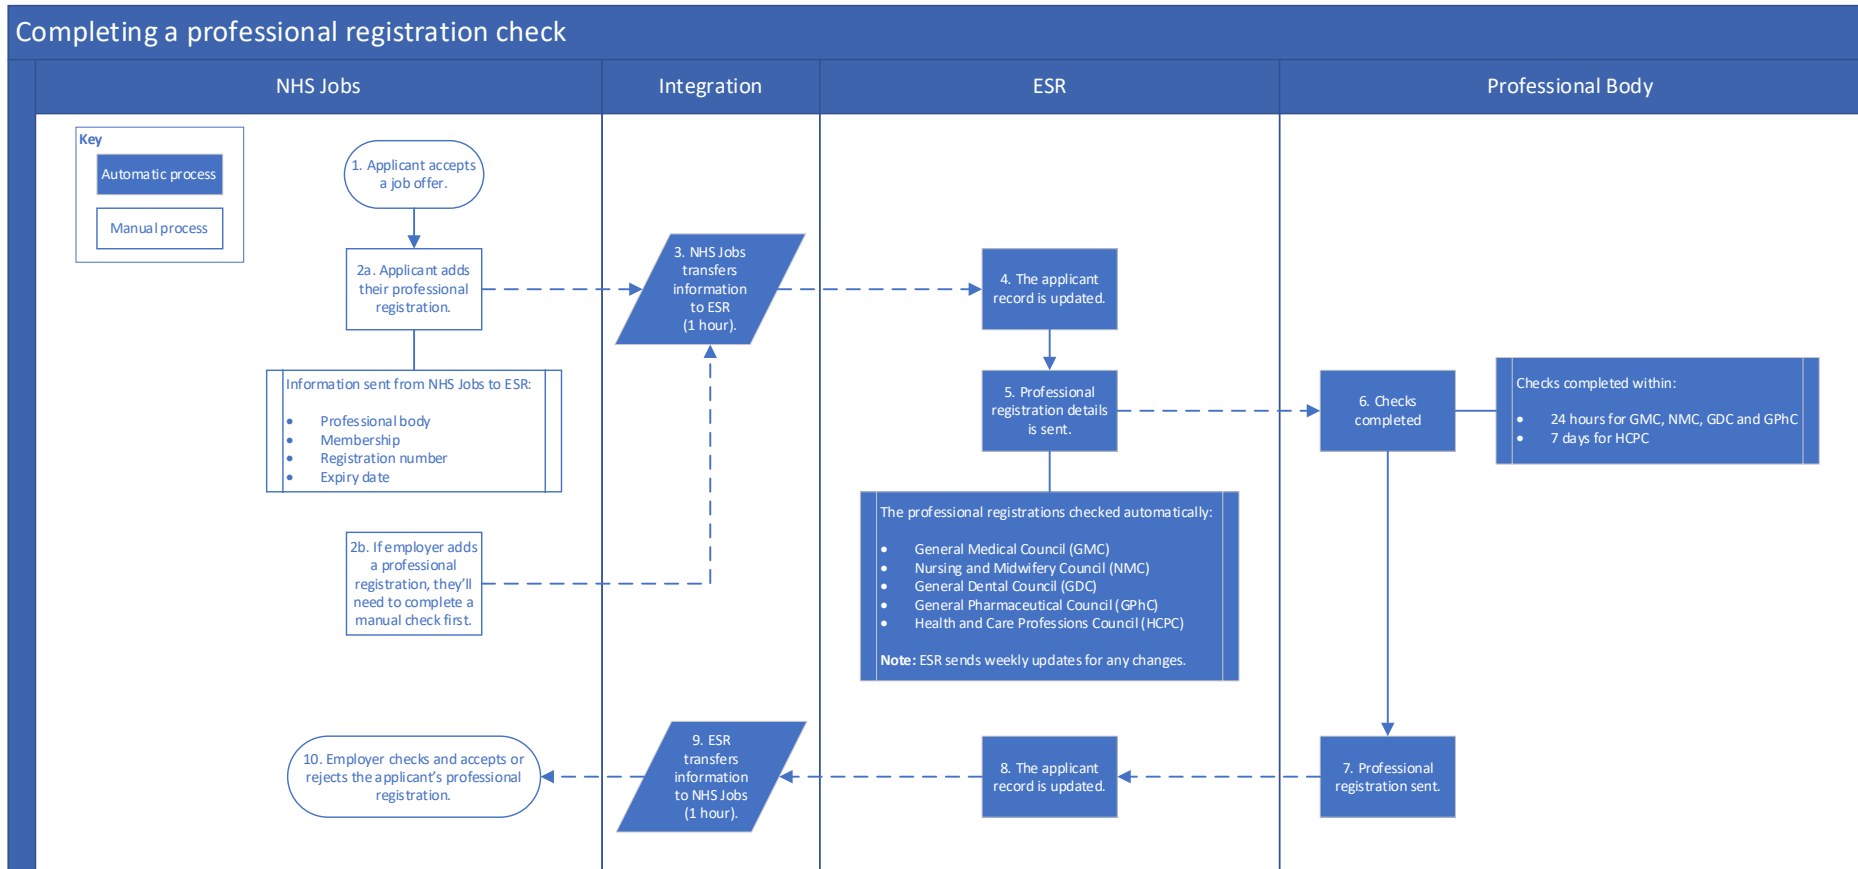 Completing a professional registration check
NHS Jobs
Integration
ESR
Professional Body
Key
Automatic process
Manual process
1. Applicant accepts
a job offer.
2a. Applicant adds
their professional
registration.
Information sent from NHS Jobs to ESR:
• Professional body
• Membership
• Registration number
• Expiry date
2b. If employer adds
a professional
registration, they'll
need to complete a
manual check first.
3. NHS Jobs
transfers
information
to ESR
(1 hour).
4. The applicant
record is updated.
5. Professional
registration details
is sent.
The professional registrations checked automatically:
• General Medical Council (GMC)
• Nursing and Midwifery Council (NMC)
• General Dental Council (GDC)
• General Pharmaceutical Council (GPhC)
• Health and Care Professions Council (HCPC)
Note: ESR sends weekly updates for any changes.
6. Checks
completed
Checks completed within:
• 24 hours for GMC, NMC, GDC and GPhC
• 7 days for HCPC
7. Professional
registration sent.
8. The applicant
record is updated.
9. ESR
transfers
information
to NHS Jobs
(1 hour).
10. Employer checks and accepts or
rejects the applicant's professional
registration.